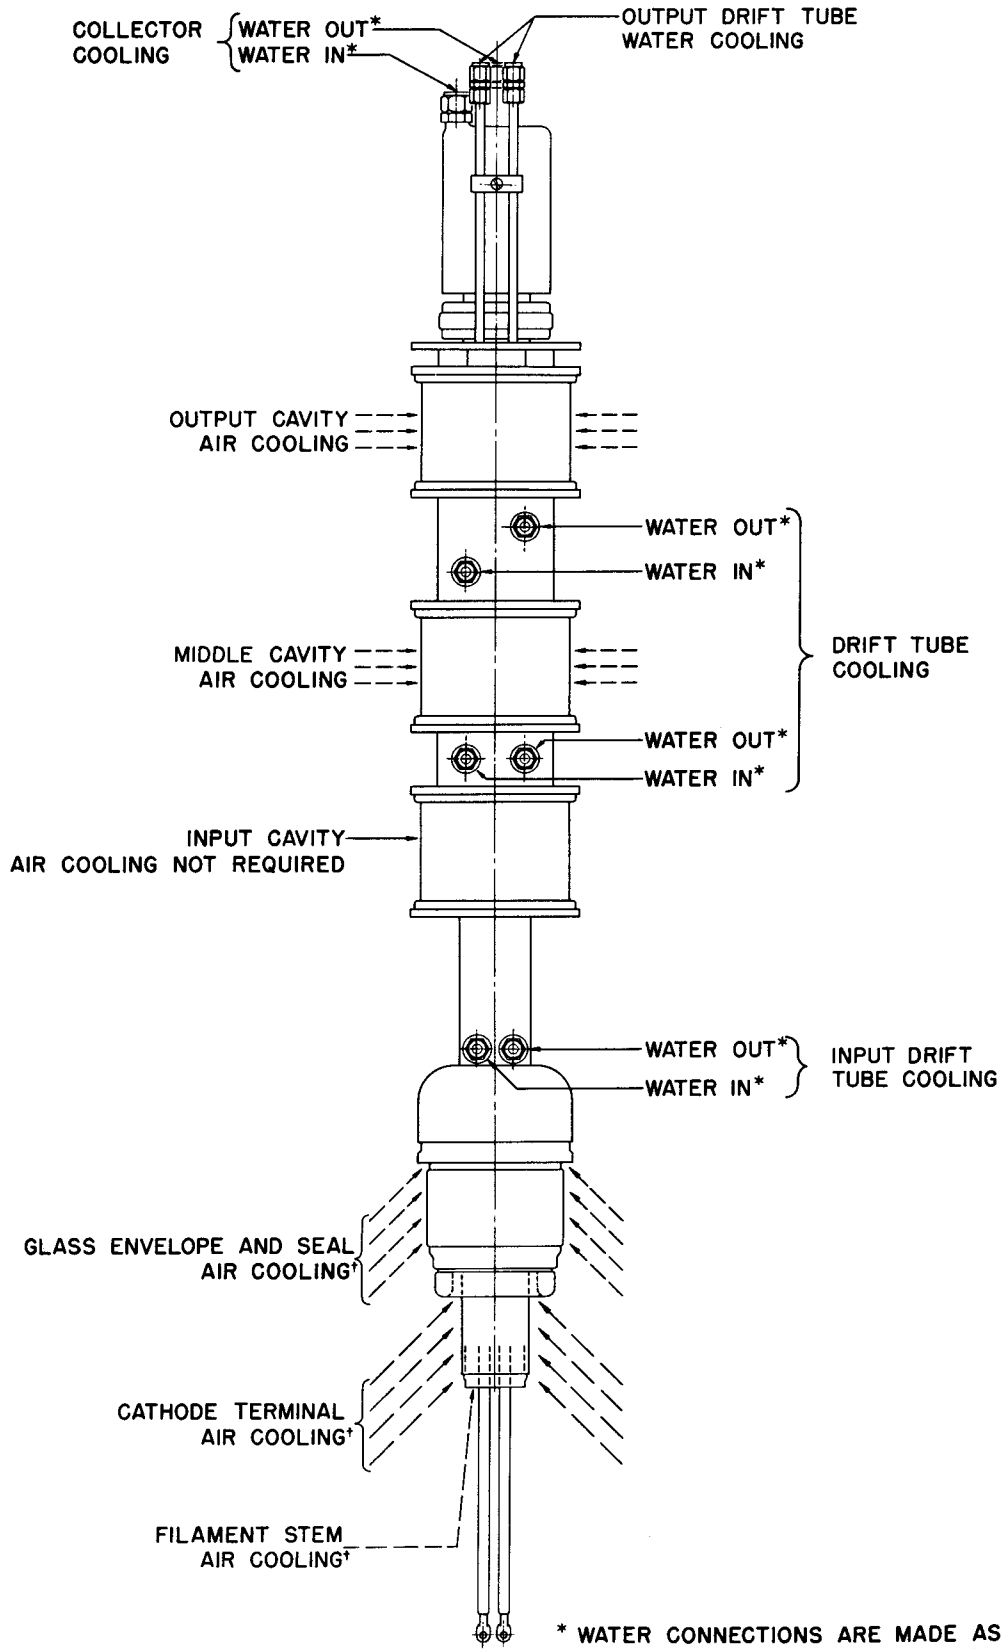 COLLECTOR
COOLING
WATER OUT*
WATER IN*
OUTPUT DRIFT TUBE
WATER COOLING
OUTPUT CAVITY
AIR COOLING
WATER OUT*
WATER IN*
MIDDLE CAVITY
AIR COOLING
DRIFT TUBE
COOLING
WATER OUT*
WATER IN*
INPUT CAVITY
AIR COOLING NOT REQUIRED
WATER OUT*
WATER IN*
INPUT DRIFT
TUBE COOLING
GLASS ENVELOPE AND SEAL
AIR COOLING†
CATHODE TERMINAL
AIR COOLING†
FILAMENT STEM
AIR COOLING†
* WATER CONNECTIONS ARE MADE AS